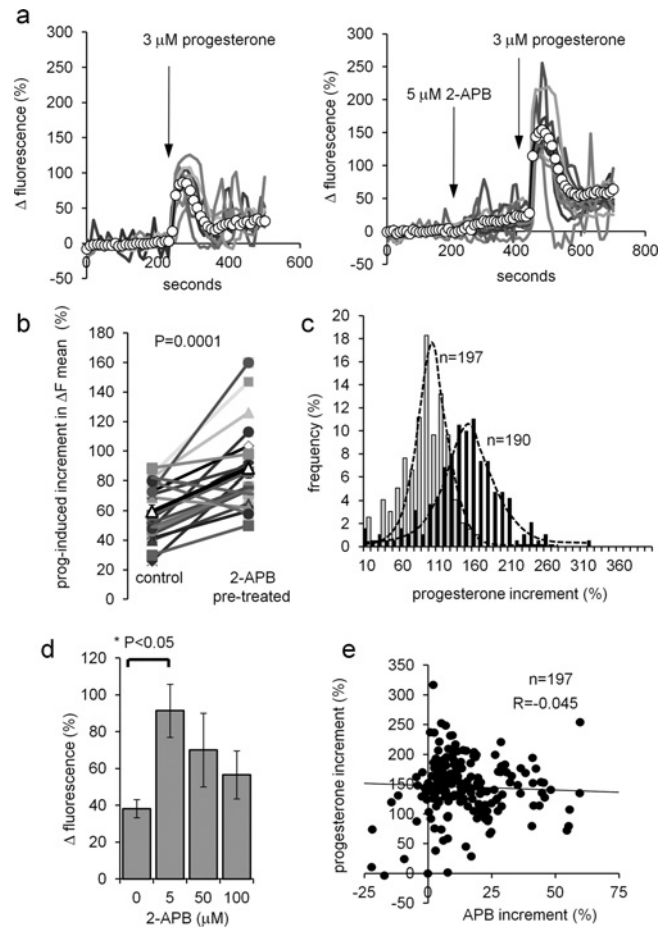 a
3 μM progesterone
Δ fluorescence (%)
300
250
200
150
100
50
0
-50
0
200
400
600
seconds
3 μM progesterone
5 μM 2-APB
Δ fluorescence (%)
300
250
200
150
100
50
0
-50
0
200
400
600
800
seconds
b
P=0.0001
prog-induced increment in ΔF mean (%)
180
160
140
120
100
80
60
40
20
0
control
2-APB
pre-treated
c
n=197
n=190
frequency (%)
20
18
16
14
12
10
8
6
4
2
0
10
60
110
160
210
260
310
360
progesterone increment (%)
d
* P<0.05
Δ fluorescence (%)
120
100
80
60
40
20
0
0
5
50
100
2-APB (μM)
e
n=197
R=-0.045
progesterone increment (%)
350
300
250
200
150
100
50
0
-50
-25
0
25
50
75
APB increment (%)